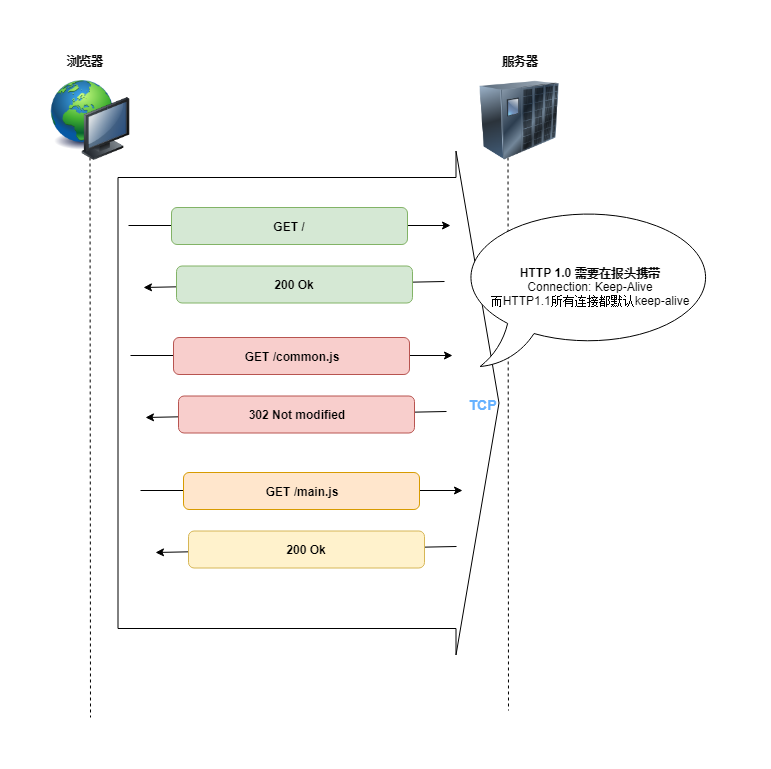 浏览器
服务器
GET /
200 Ok
HTTP 1.0 需要在报头携带
Connection: Keep-Alive
而HTTP1.1所有连接都默认keep-alive
GET /common.js
302 Not modified
TCP
GET /main.js
200 Ok